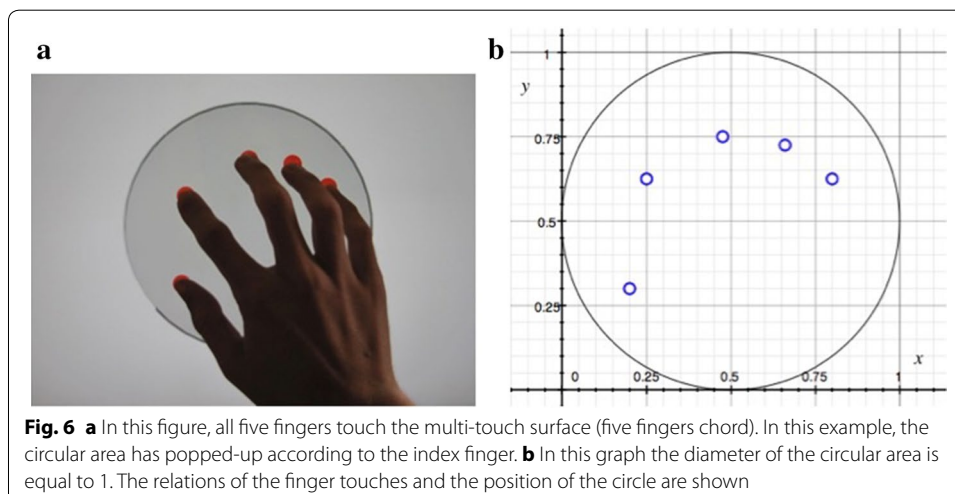 a
b
1
y
0.75
0.5
0.25
x
0
0.25
0.5
0.75
1
Fig. 6 a In this figure, all five fingers touch the multi-touch surface (five fingers chord). In this example, the
circular area has popped-up according to the index finger. b In this graph the diameter of the circular area is
equal to 1. The relations of the finger touches and the position of the circle are shown